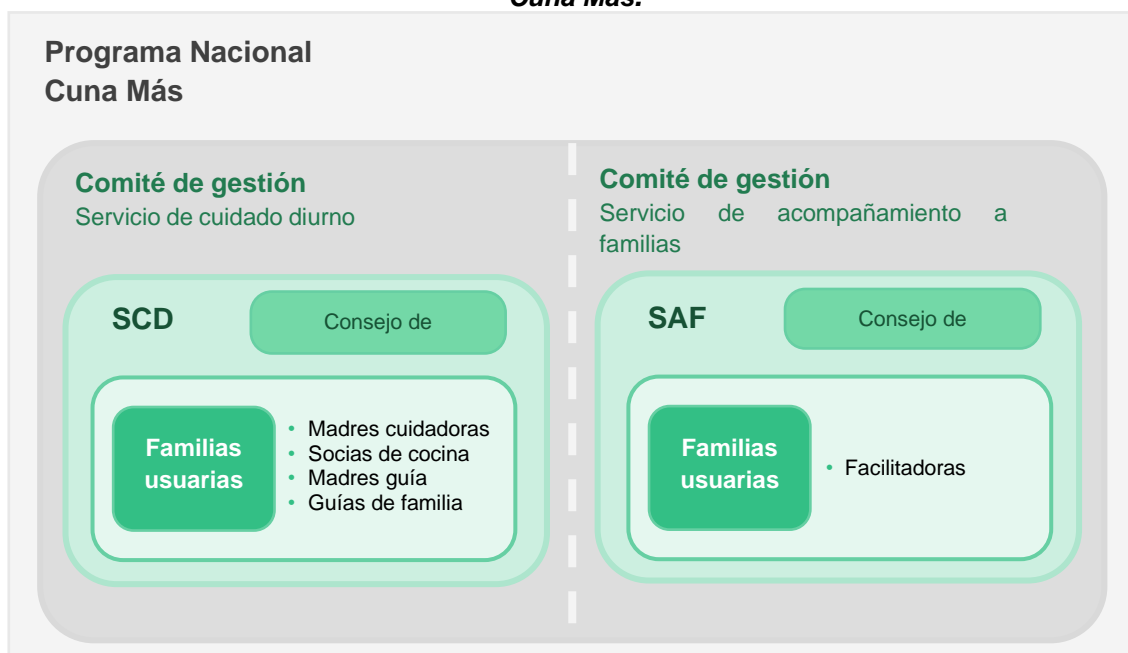 Cuna Más.
Programa Nacional
Cuna Más
Comité de gestión
Servicio de cuidado diurno
SCD
Consejo de
Familias
usuarias
• Madres cuidadoras
• Socias de cocina
• Madres guía
• Guías de familia
Comité de gestión
Servicio de acompañamiento a
familias
SAF
Consejo de
Familias
usuarias
• Facilitadoras